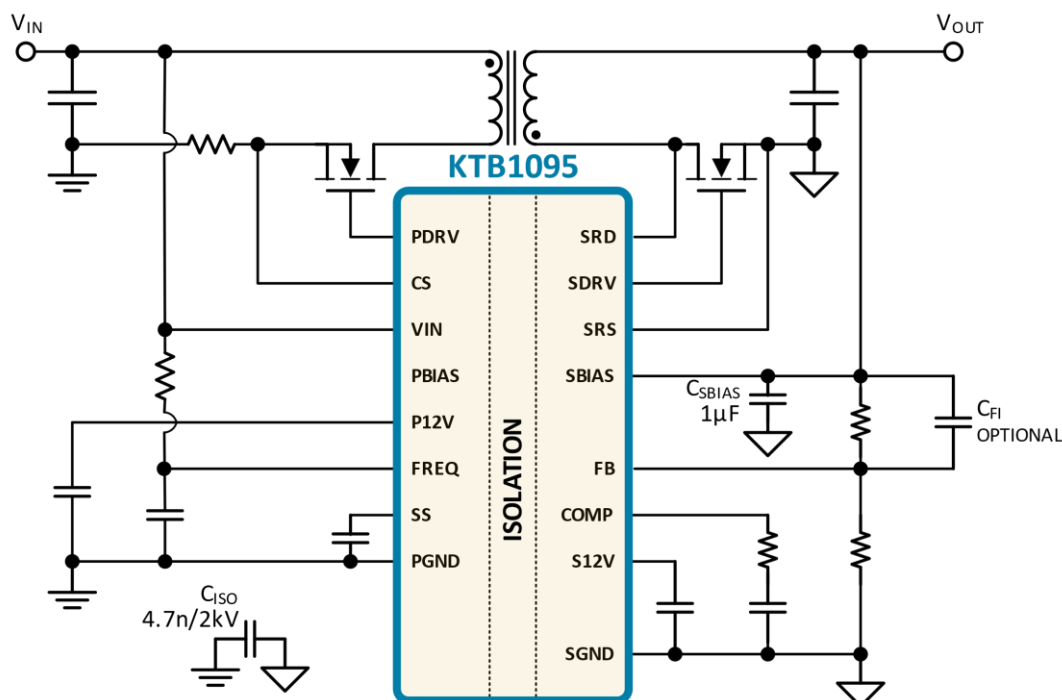 VIN
VOUT
KTB1095
PDRV
SRD
CS
SDRV
VIN
SRS
PBIAS
SBIAS
CSBIAS
1µF
CFI
OPTIONAL
P12V
FREQ
FB
ISOLATION
SS
COMP
PGND
S12V
CISO
4.7n/2kV
SGND